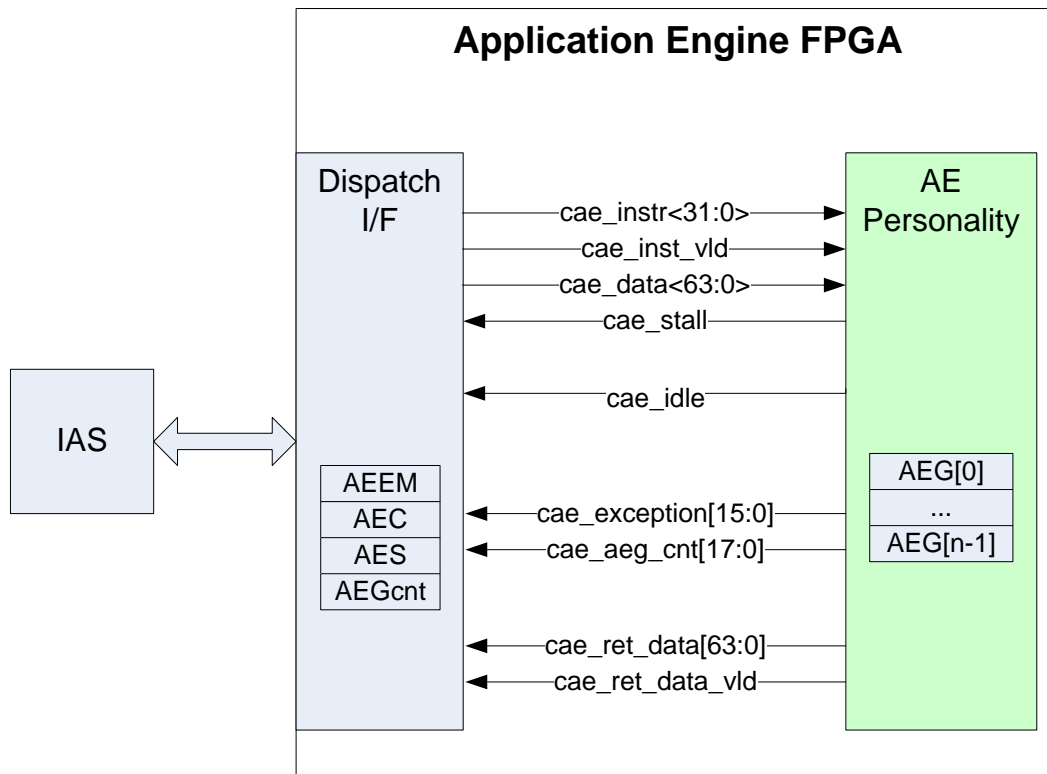 Application Engine FPGA
Dispatch
I/F
AE
Personality
cae_instr<31:0>
cae_inst_vld
cae_data<63:0>
cae_stall
cae_idle
IAS
AEEM
AEC
AES
AEGcnt
cae_exception[15:0]
cae_aeg_cnt[17:0]
AEG[0]
...
AEG[n-1]
cae_ret_data[63:0]
cae_ret_data_vld